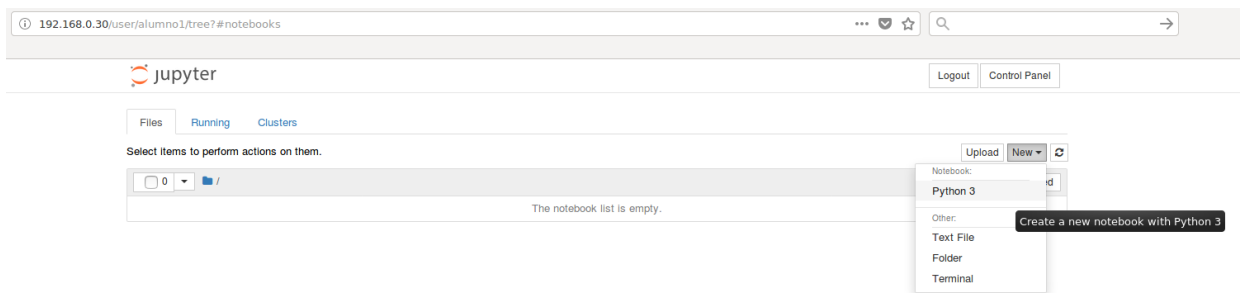 192.168.0.30/user/alumno1/tree?#notebooks
jupyter
Logout Control Panel
Files Running Clusters
Select items to perform actions on them.
Upload New
0 /
Notebook:
Python 3
The notebook list is empty.
Other:
Create a new notebook with Python 3
Text File
Folder
Terminal